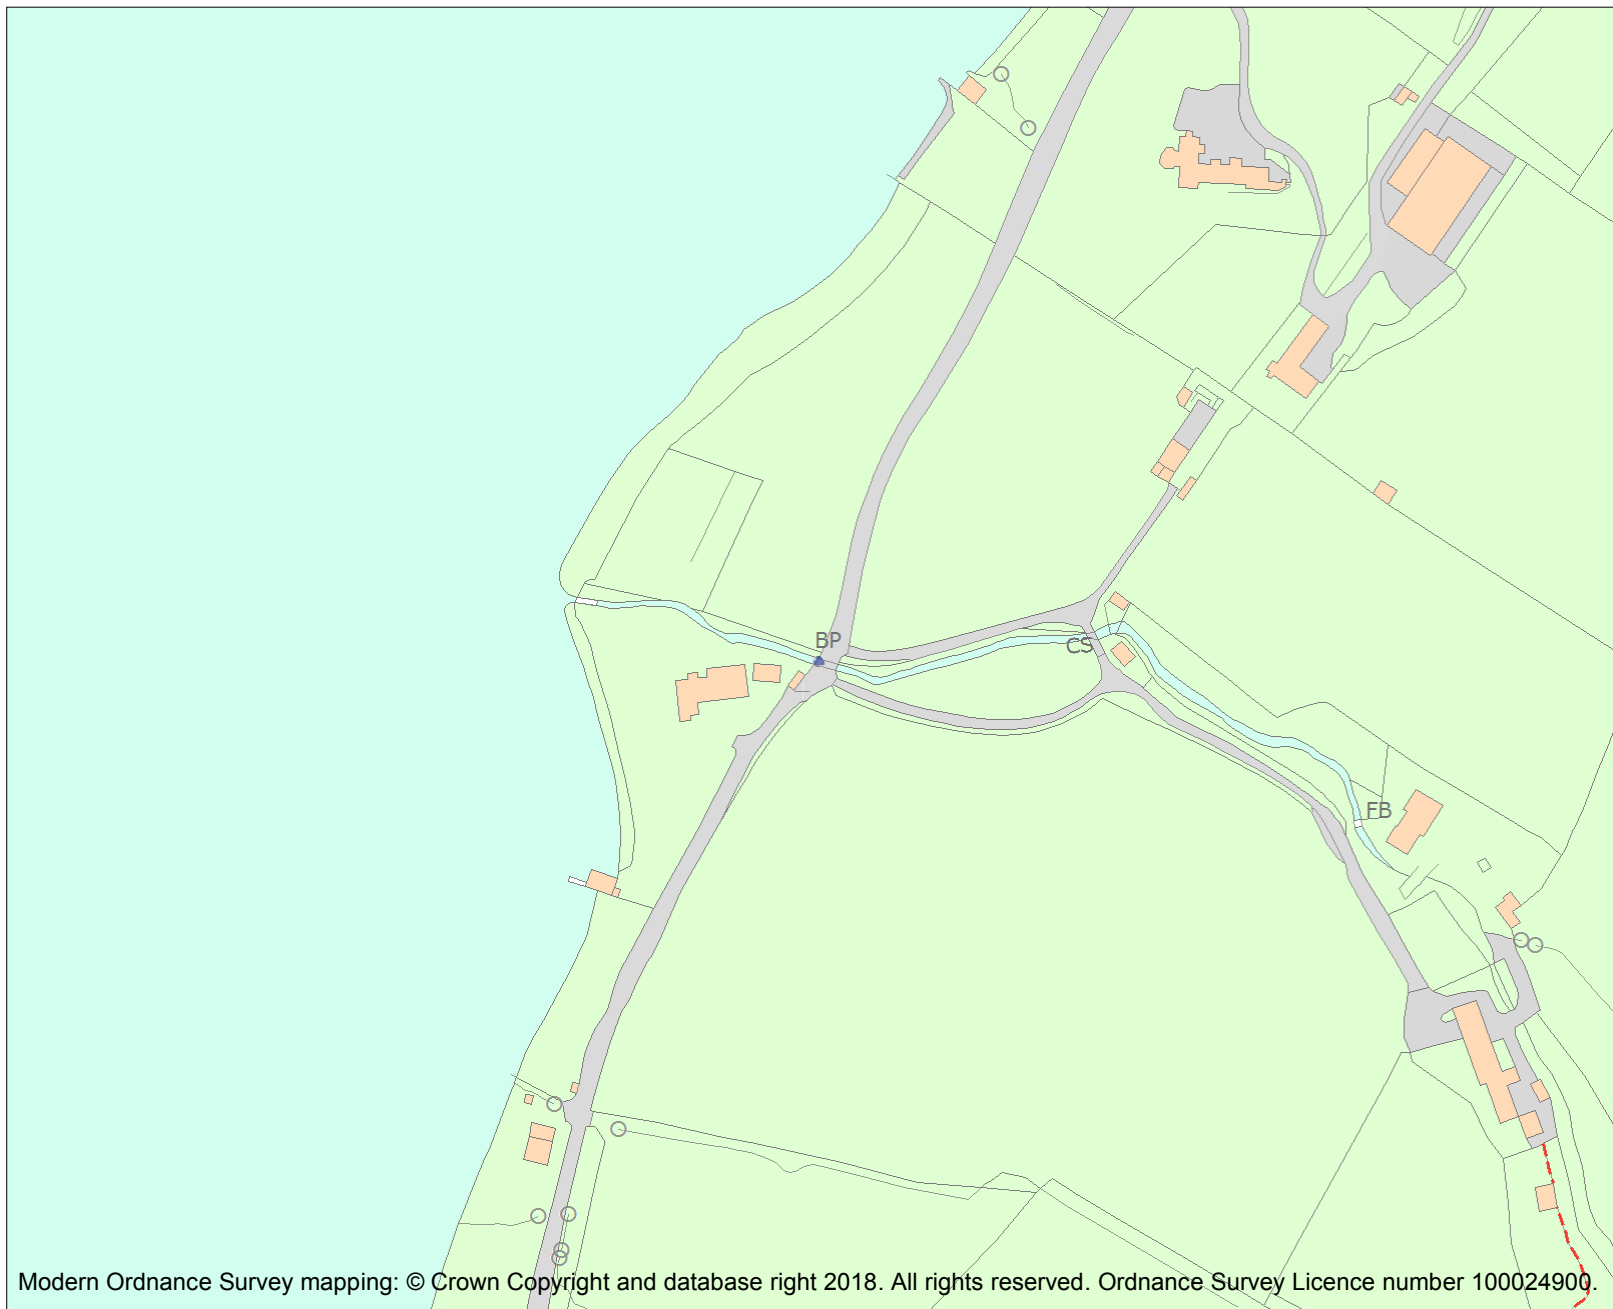 BP
CS
FB
Modern Ordnance Survey mapping: © Crown Copyright and database right 2018. All rights reserved. Ordnance Survey Licence number 100024900.